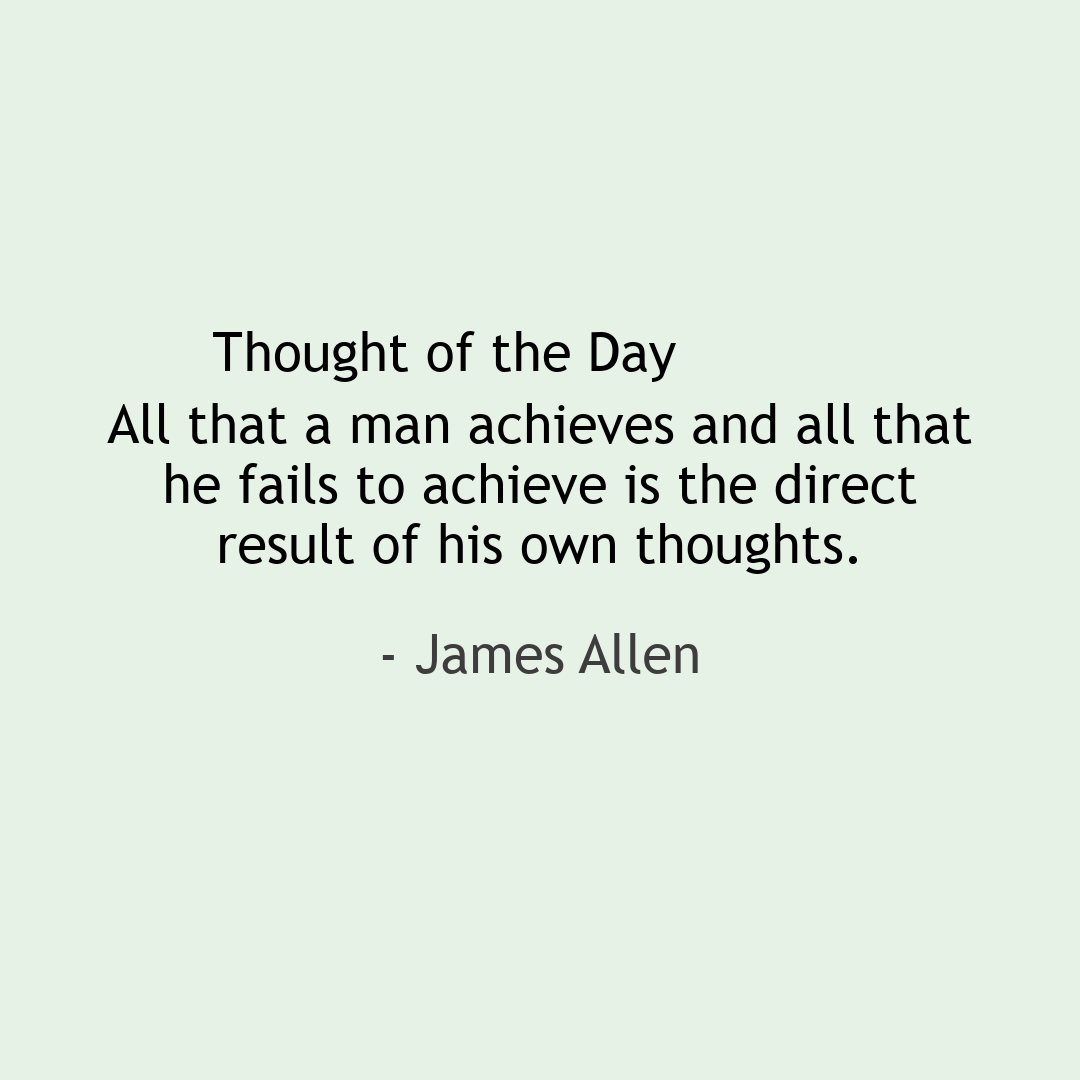 Thought of the Day
All that a man achieves and all that
he fails to achieve is the direct
result of his own thoughts.
- James Allen